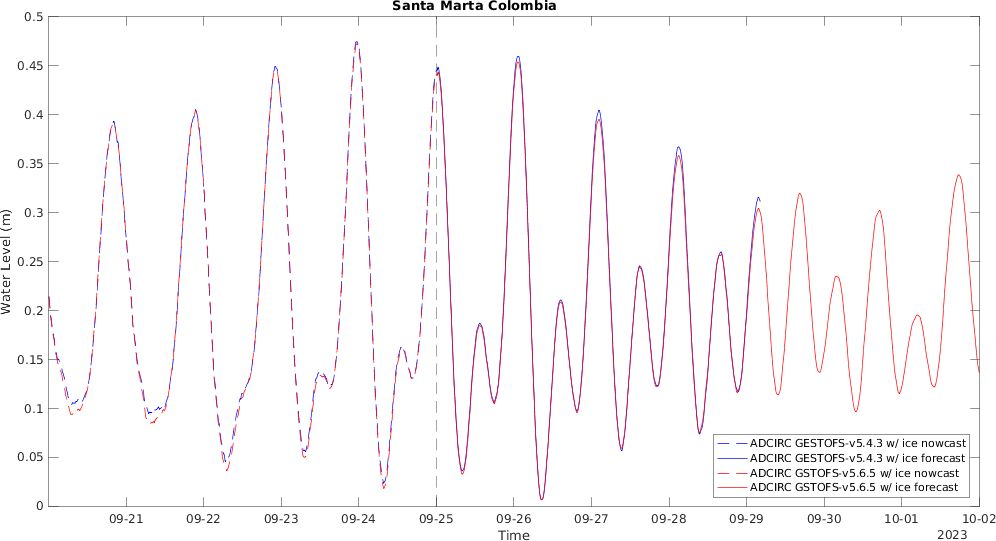 Santa Marta Colombia
0.5
0.45
0.4
0.35
0.3
0.25
0.2
0.15
0.1
0.05
0
Water Level (m)
ADCIRC GESTOFS-v5.4.3 w/ ice nowcast
ADCIRC GESTOFS-v5.4.3 w/ ice forecast
ADCIRC GSTOFS-v5.6.5 w/ ice nowcast
ADCIRC GSTOFS-v5.6.5 w/ ice forecast
09-21 09-22 09-23 09-24 09-25 09-26 09-27 09-28 09-29 09-30 10-01 10-02
Time
2023